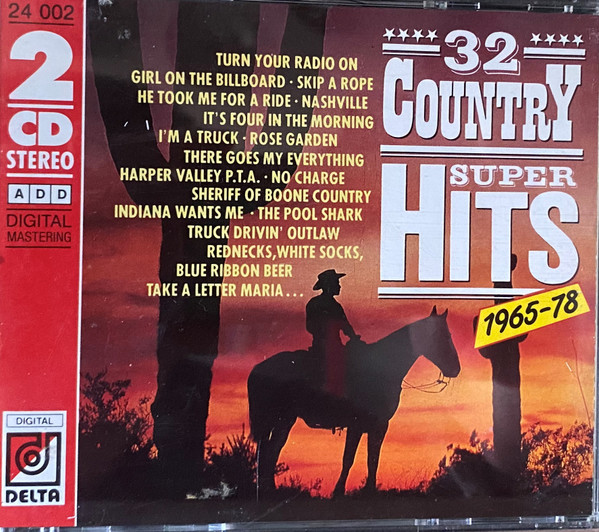 24 002
2
CD
STEREO
A D D
DIGITAL
MASTERING
DIGITAL
DELTA
TURN YOUR RADIO ON
GIRL ON THE BILLBOARD · SKIP A ROPE
HE TOOK ME FOR A RIDE · NASHVILLE
IT'S FOUR IN THE MORNING
I'M A TRUCK · ROSE GARDEN
THERE GOES MY EVERYTHING
HARPER VALLEY P.T.A. · NO CHARGE
SHERIFF OF BOONE COUNTRY
INDIANA WANTS ME · THE POOL SHARK
TRUCK DRIVIN' OUTLAW
REDNECKS,WHITE SOCKS,
BLUE RIBBON BEER
TAKE A LETTER MARIA...
32
COUNTRY
SUPER
HITS
1965-78